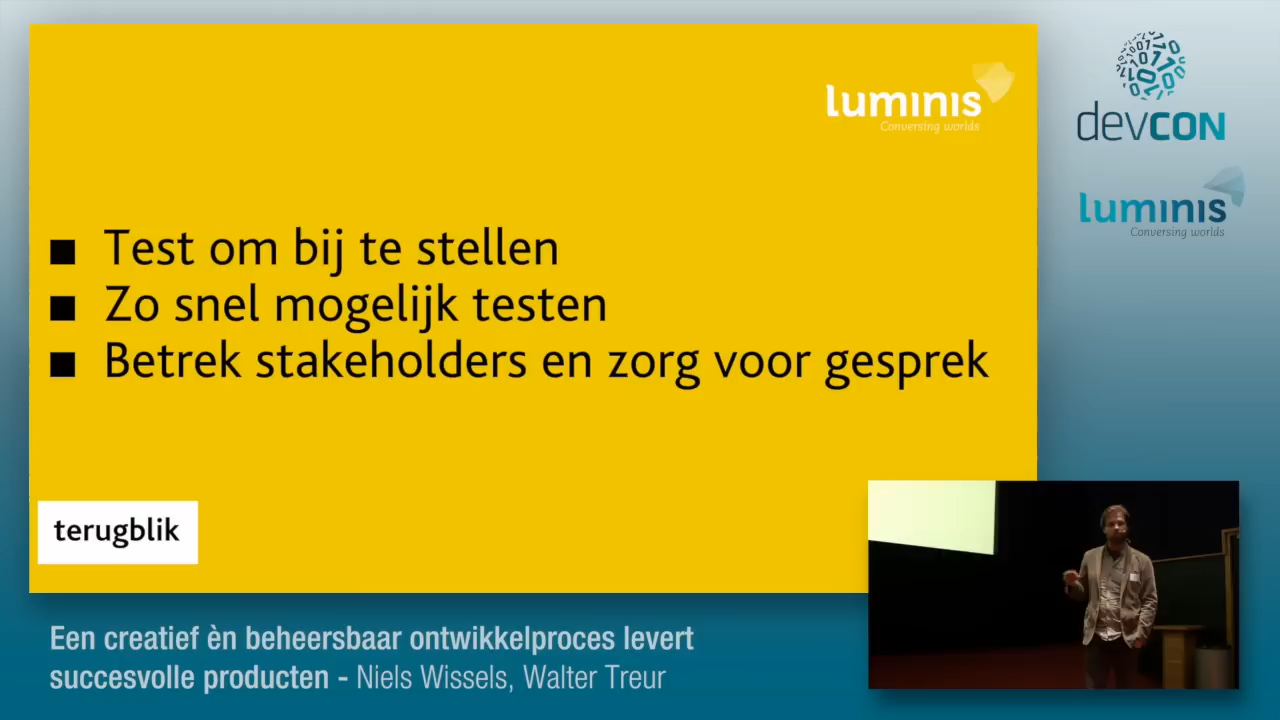 luminis
Conversing worlds
■ Test om bij te stellen
■ Zo snel mogelijk testen
■ Betrek stakeholders en zorg voor gesprek
terugblik
devCON
luminis
Conversing worlds
Een creatief èn beheersbaar ontwikkelproces levert
succesvolle producten - Niels Wissels, Walter Treur